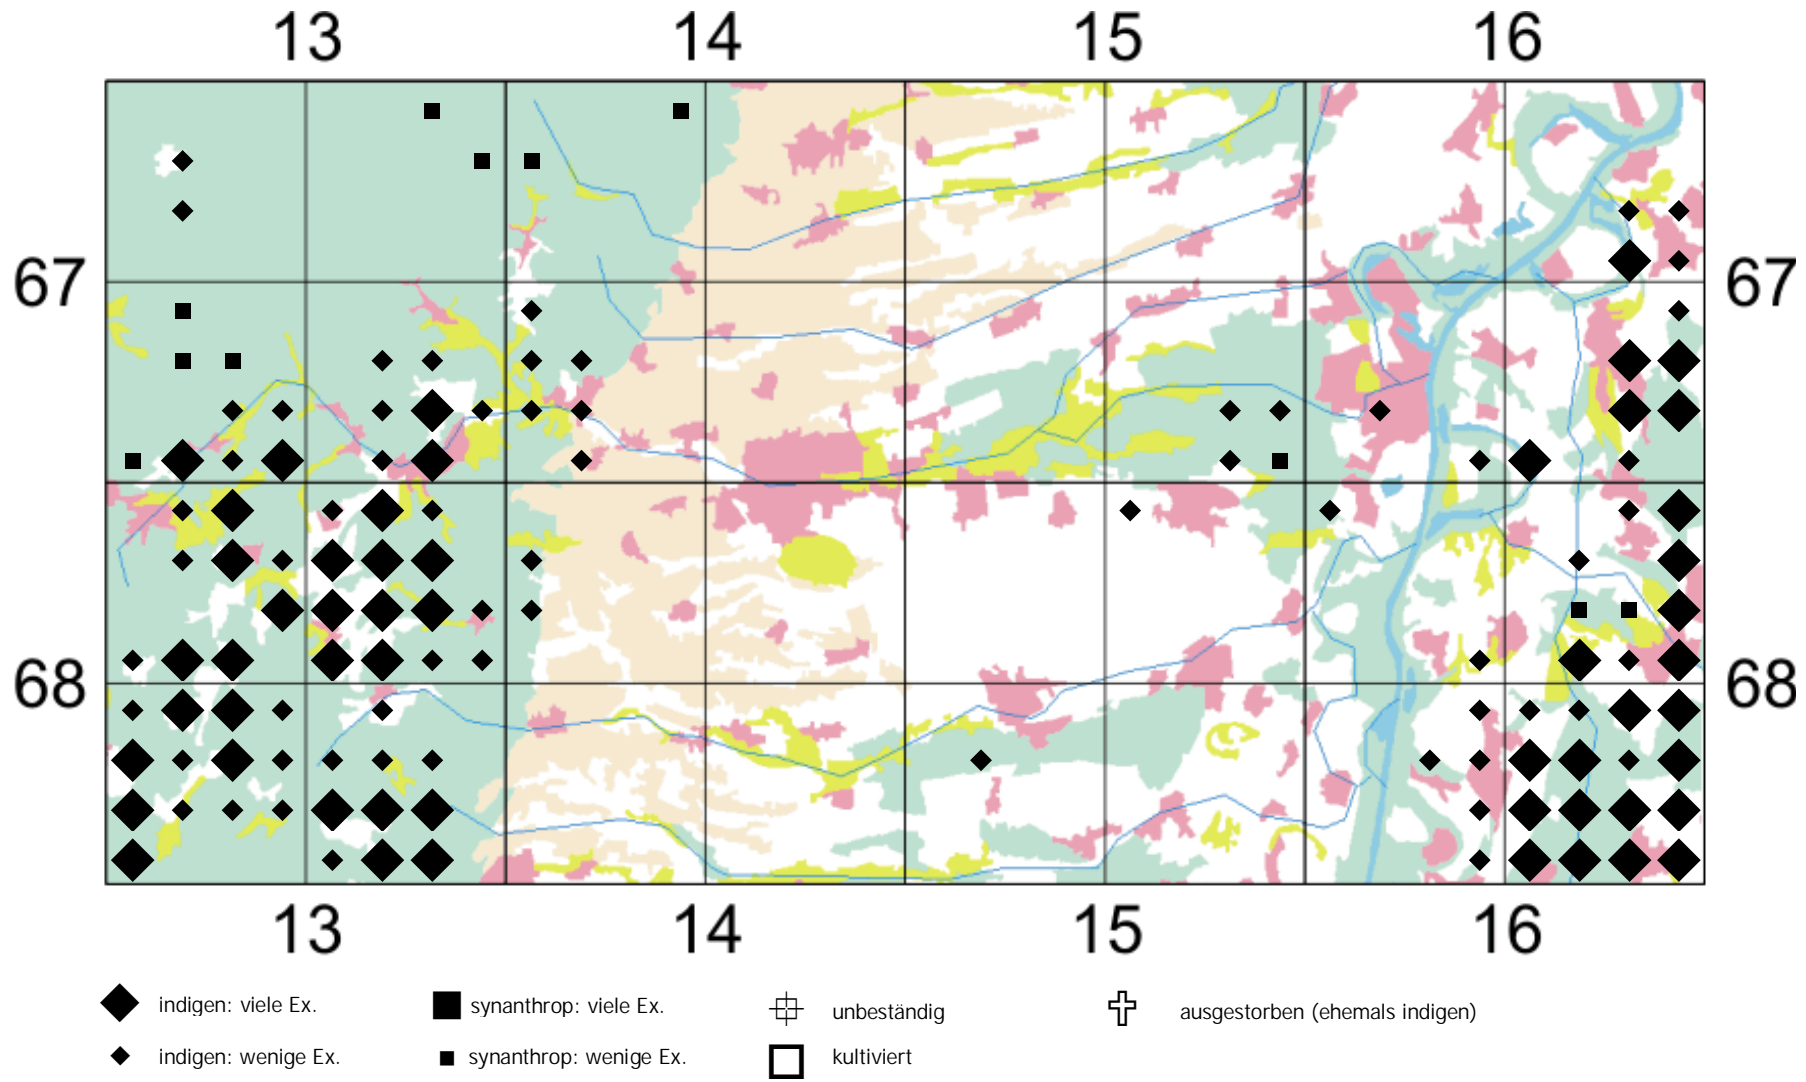 13 14 15 16
67 67
68 68
13 14 15 16
indigen: viele Ex. synanthrop: viele Ex. unbeständig ausgestorben (ehemals indigen)
indigen: wenige Ex. synanthrop: wenige Ex. kultiviert